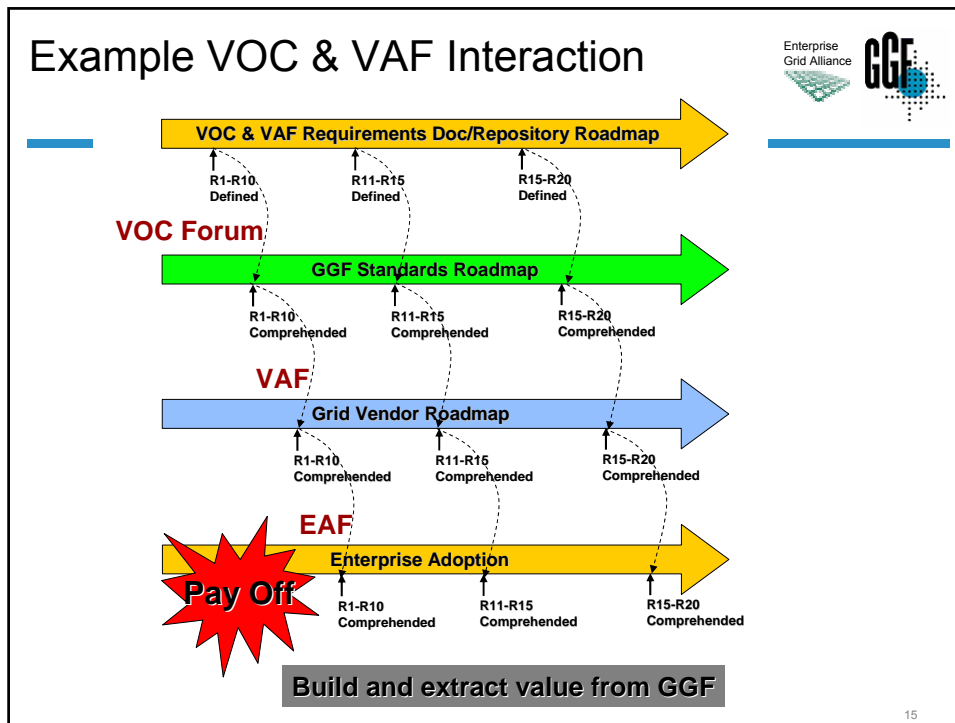 Example VOC & VAF Interaction
Enterprise
Grid Alliance
GGF
VOC & VAF Requirements Doc/Repository Roadmap
R1-R10
Defined
R11-R15
Defined
R15-R20
Defined
VOC Forum
GGF Standards Roadmap
R1-R10
Comprehended
R11-R15
Comprehended
R15-R20
Comprehended
VAF
Grid Vendor Roadmap
R1-R10
Comprehended
R11-R15
Comprehended
R15-R20
Comprehended
EAF
Enterprise Adoption
Pay Off
R1-R10
Comprehended
R11-R15
Comprehended
R15-R20
Comprehended
Build and extract value from GGF
15